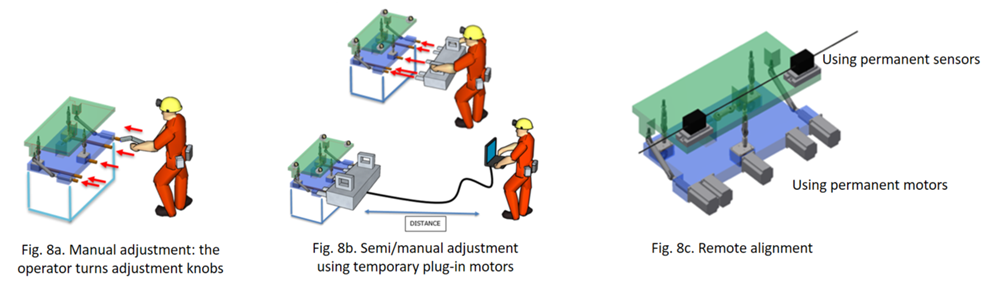 Using permanent sensors
Using permanent motors
DISTANCE
Fig. 8a. Manual adjustment: the
operator turns adjustment knobs
Fig. 8b. Semi/manual adjustment
using temporary plug-in motors
Fig. 8c. Remote alignment